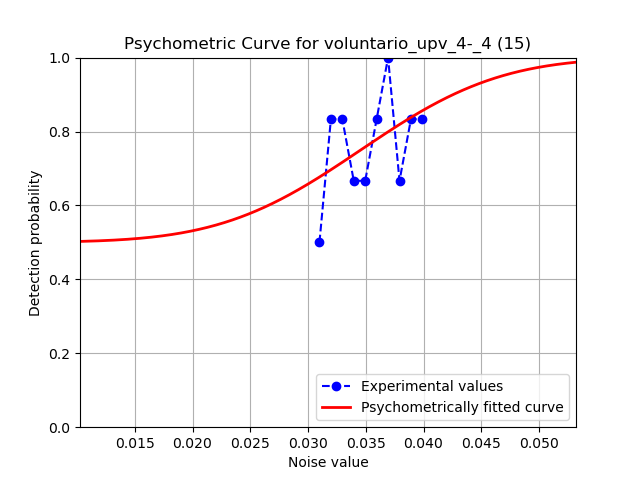 Psychometric Curve for voluntario_upv_4-_4 (15)
Detection probability
1.0
0.8
0.6
0.4
0.2
0.0
0.015 0.020 0.025 0.030 0.035 0.040 0.045 0.050
Noise value
Experimental values
Psychometrically fitted curve